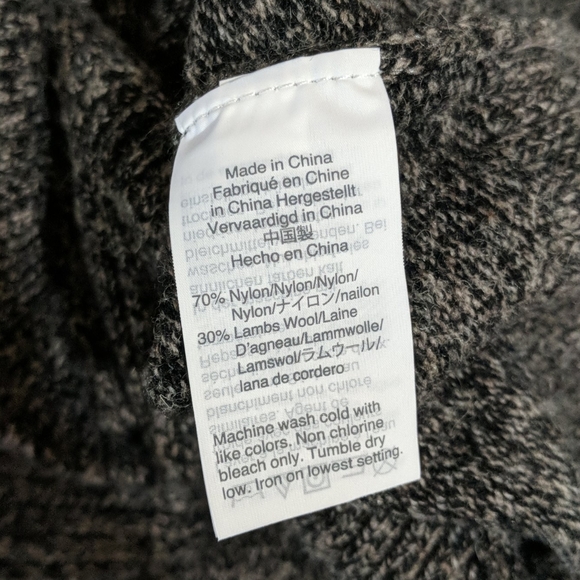 Made in China
Fabriqué en Chine
in China Hergestellt
Vervaardigd in China
中国製
Hecho en China
70% Nylon/Nylon/Nylon/
Nylon/ナイロン/nailon
30% Lambs Wool/Laine
D'agneau/Lammwolle/
Lamswol/ラムウール/
lana de cordero
Machine wash cold with
like colors. Non chlorine
bleach only. Tumble dry
low. Iron on lowest setting.